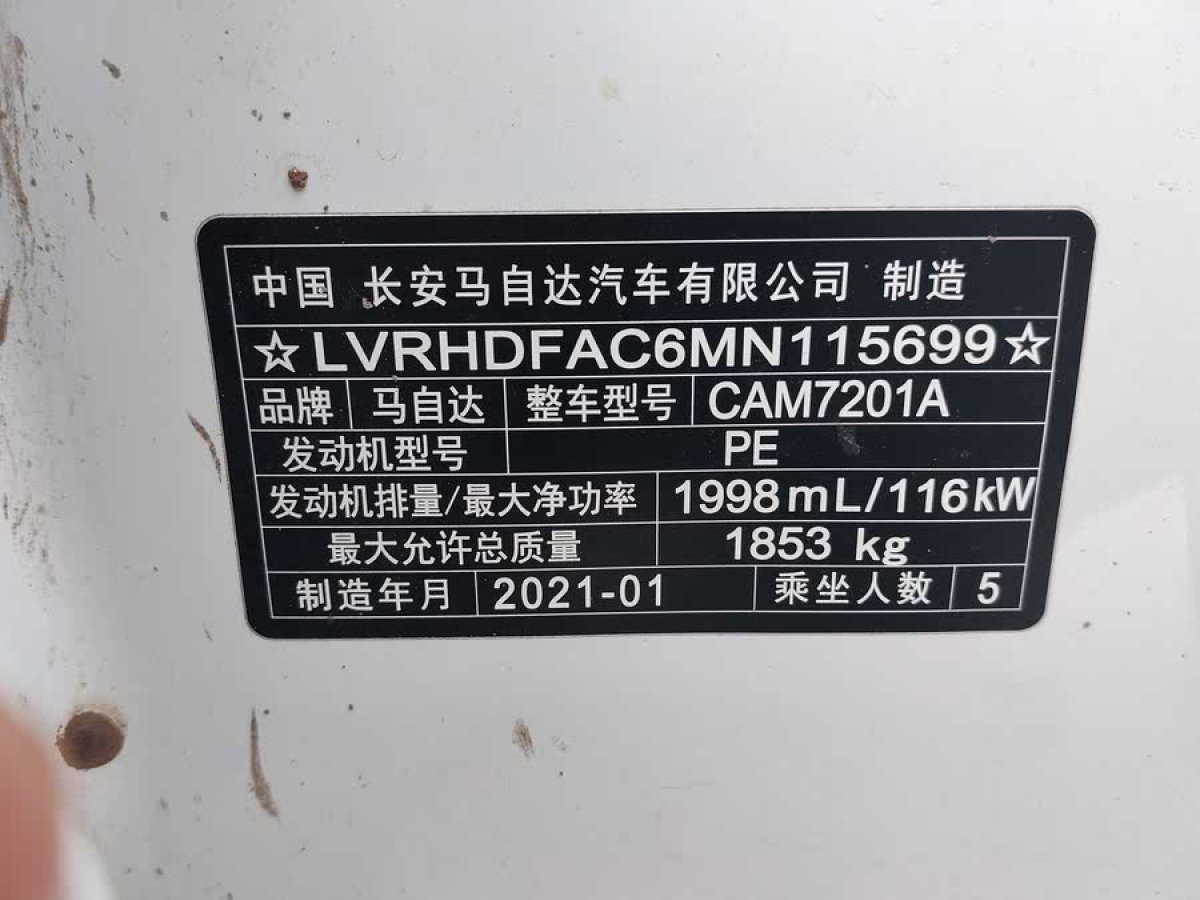 中国 长安马自达汽车有限公司 制造
☆LVRHDFAC6MN115699☆
品牌 马自达 整车型号 CAM7201A
发动机型号 PE
发动机排量/最大净功率 1998mL/116kW
最大允许总质量 1853 kg
制造年月 2021-01 乘坐人数 5